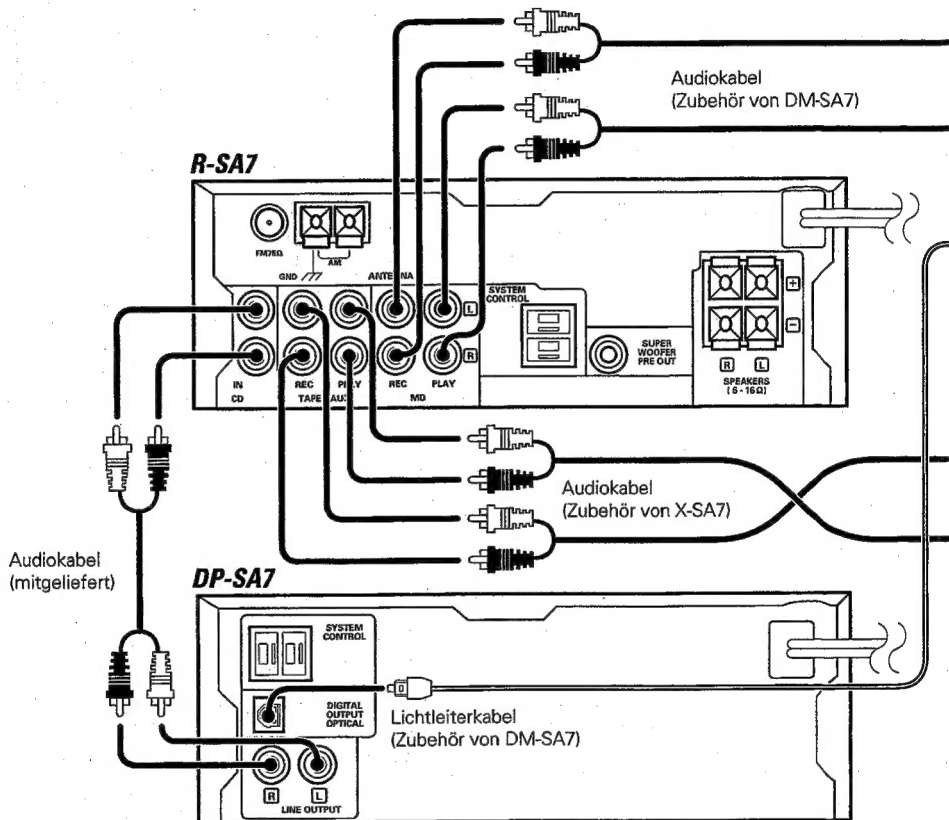 Audiokabel
(Zubehör von DM-SA7)
R-SA7
FM75Ω
AM
GND
ANTENNA
SYSTEM
CONTROL
L
R
SUPER
WOOFER
PRE OUT
+
−
R L
SPEAKERS
(6-16Ω)
IN REC PLAY REC PLAY
CD TAPE AUX MD
Audiokabel
(Zubehör von X-SA7)
Audiokabel
(mitgeliefert)
DP-SA7
SYSTEM
CONTROL
DIGITAL
OUTPUT
OPTICAL
Lichtleiterkabel
(Zubehör von DM-SA7)
R L
LINE OUTPUT